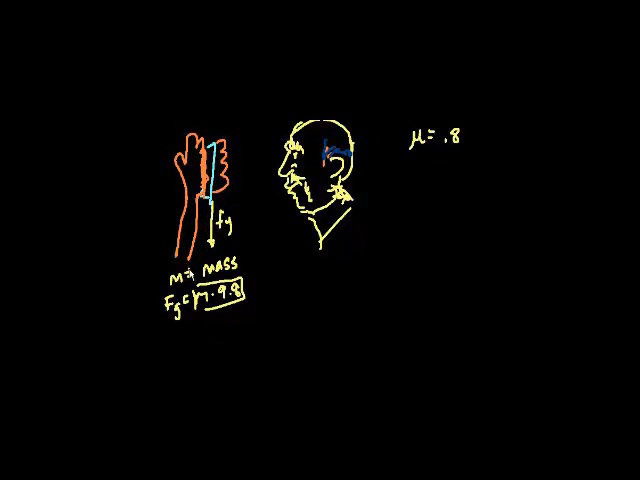 μ = .8
Fg
m = mass
Fg = m · 9.8